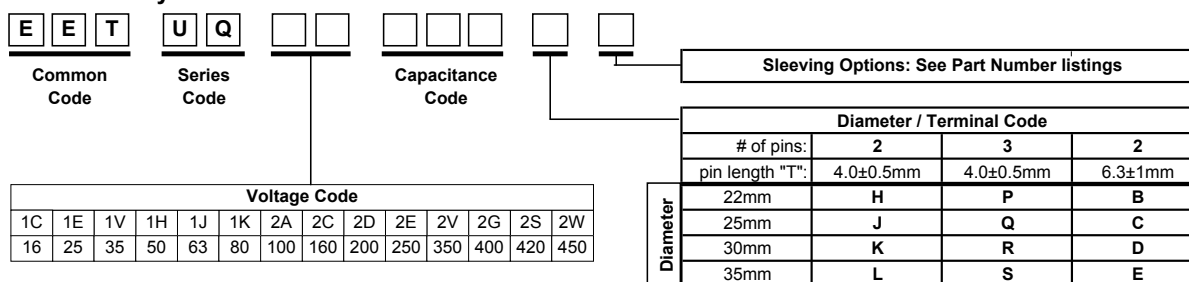 E E T U Q
Common Code
Series Code
Capacitance Code
Sleeving Options: See Part Number listings
Diameter / Terminal Code
# of pins: 2 3 2
pin length "T": 4.0±0.5mm 4.0±0.5mm 6.3±1mm
Diameter
22mm H P B
25mm J Q C
30mm K R D
35mm L S E
Voltage Code
1C 1E 1V 1H 1J 1K 2A 2C 2D 2E 2V 2G 2S 2W
16 25 35 50 63 80 100 160 200 250 350 400 420 450